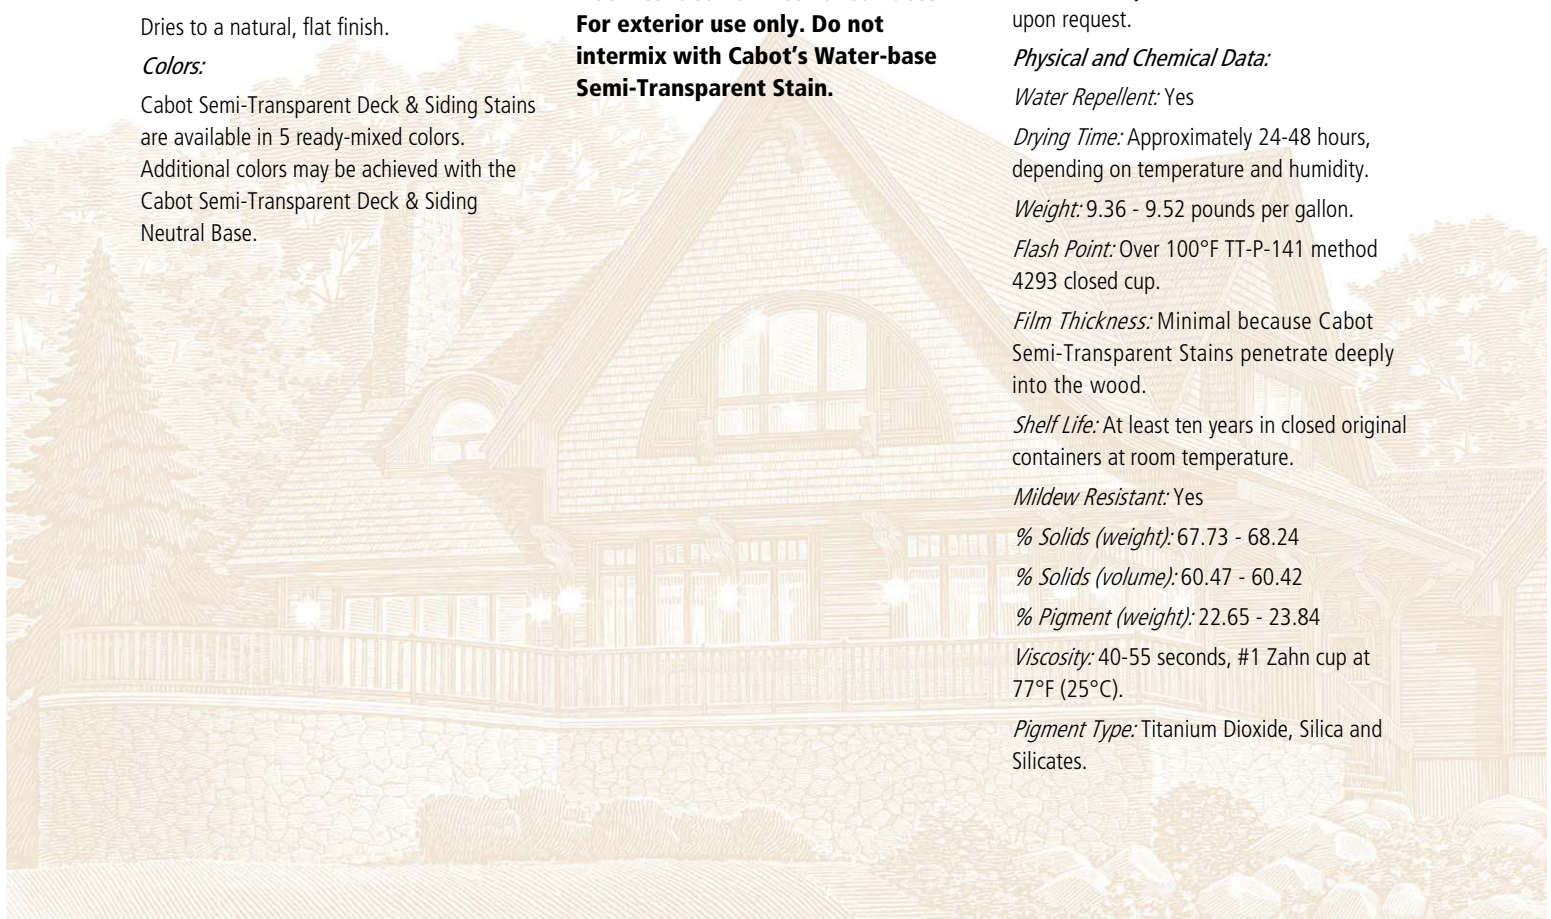 Dries to a natural, flat finish.
Colors:
Cabot Semi-Transparent Deck & Siding Stains
are available in 5 ready-mixed colors.
Additional colors may be achieved with the
Cabot Semi-Transparent Deck & Siding
Neutral Base.
For exterior use only. Do not
intermix with Cabot’s Water-base
Semi-Transparent Stain.
upon request.
Physical and Chemical Data:
Water Repellent: Yes
Drying Time: Approximately 24-48 hours,
depending on temperature and humidity.
Weight: 9.36 - 9.52 pounds per gallon.
Flash Point: Over 100°F TT-P-141 method
4293 closed cup.
Film Thickness: Minimal because Cabot
Semi-Transparent Stains penetrate deeply
into the wood.
Shelf Life: At least ten years in closed original
containers at room temperature.
Mildew Resistant: Yes
% Solids (weight): 67.73 - 68.24
% Solids (volume): 60.47 - 60.42
% Pigment (weight): 22.65 - 23.84
Viscosity: 40-55 seconds, #1 Zahn cup at
77°F (25°C).
Pigment Type: Titanium Dioxide, Silica and
Silicates.